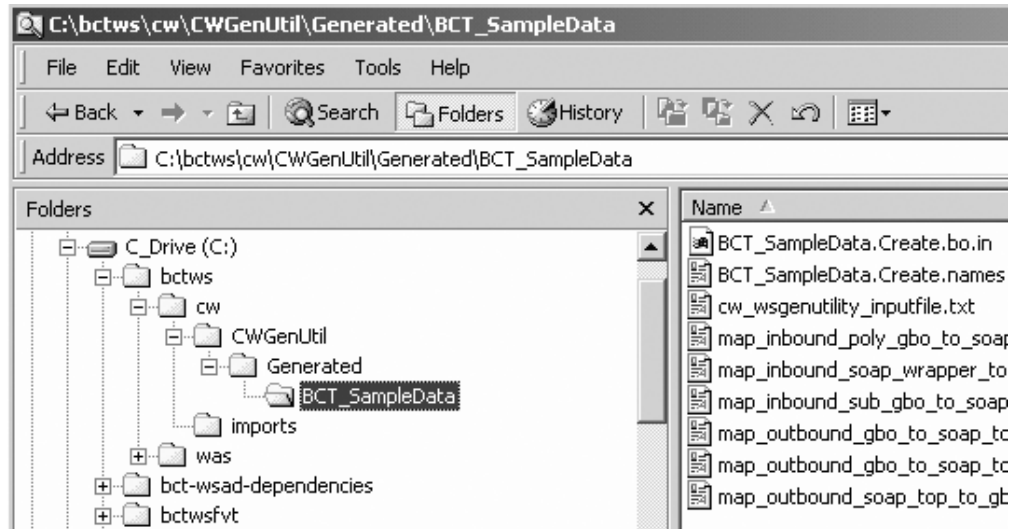 C:\bctws\cw\CWGenUtil\Generated\BCT_SampleData
File Edit View Favorites Tools Help
Back Search Folders History
Address C:\bctws\cw\CWGenUtil\Generated\BCT_SampleData
Folders
C_Drive (C:)
bctws
cw
CWGenUtil
Generated
BCT_SampleData
imports
was
bct-wsad-dependencies
bctwsfvt
Name
BCT_SampleData.Create.bo.in
BCT_SampleData.Create.names
cw_wsgenutility_inputfile.txt
map_inbound_poly_gbo_to_soap
map_inbound_soap_wrapper_to
map_inbound_sub_gbo_to_soap
map_outbound_gbo_to_soap_to
map_outbound_gbo_to_soap_to
map_outbound_soap_top_to_gb